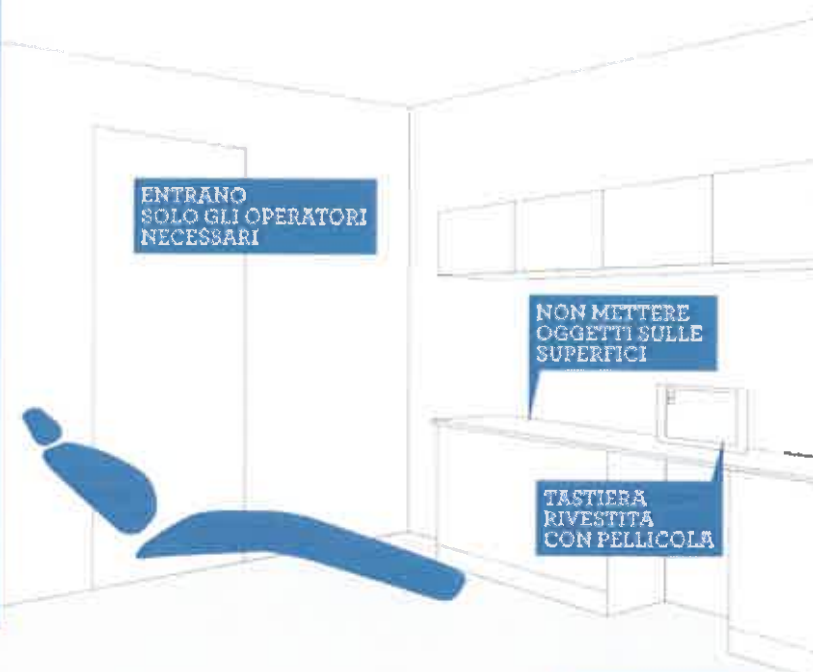 ENTRANO
SOLO GLI OPERATORI
NECESSARI
NON METTERE
OGGETTI SULLE
SUPERFICI
TASTIERA
RIVESTITA
CON PELLICOLA